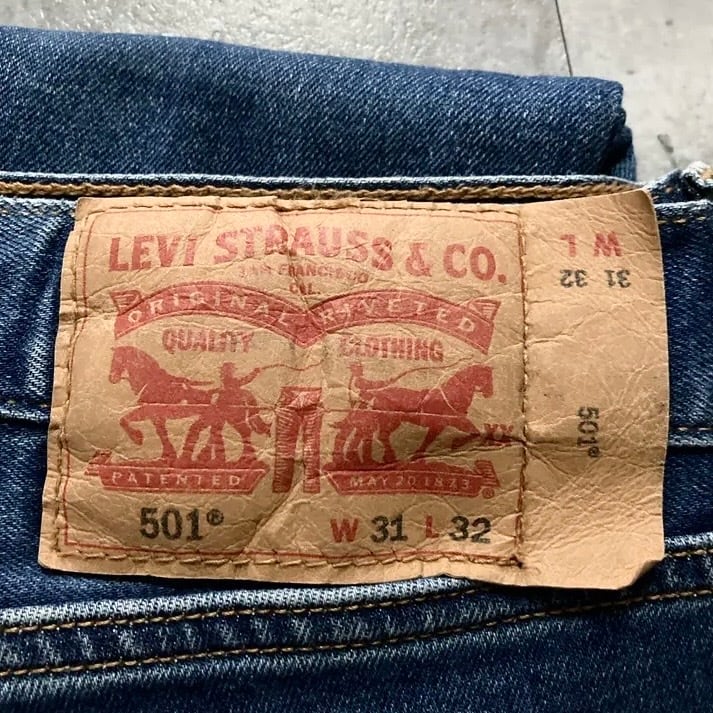 LEVI STRAUSS & CO.
SAN FRANCISCO
CAL.
ORIGINAL RIVETED
QUALITY CLOTHING
XX
PATENTED MAY 20 1873
®
501® W 31 L 32
W L
31 32
501®